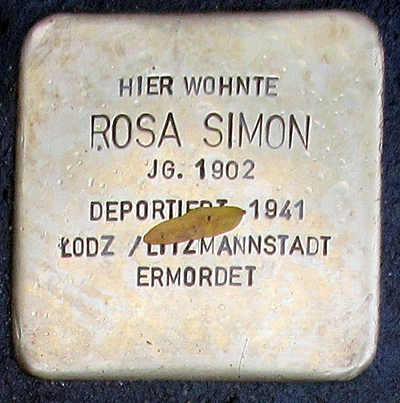 HIER WOHNTE
ROSA SIMON
JG. 1902
DEPORTIERT 1941
ŁODZ / LITZMANNSTADT
ERMORDET